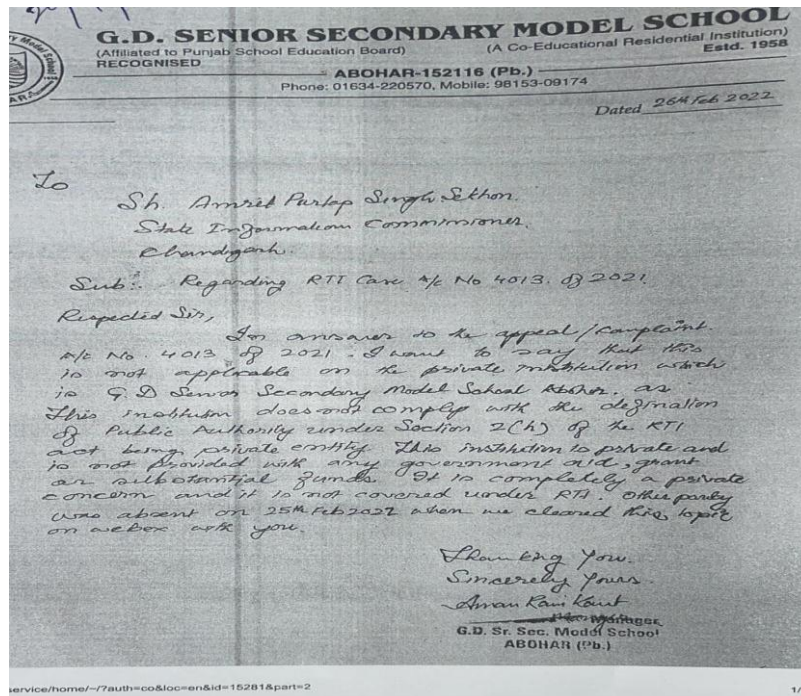 G.D. SENIOR SECONDARY MODEL SCHOOL
(Affiliated to Punjab School Education Board) (A Co-Educational Residential Institution)
RECOGNISED Estd. 1958
ABOHAR-152116 (Pb.)
Phone: 01634-220570, Mobile: 98153-09174
Dated 26th Feb 2022
To
Sh. Amrit Partap Singh Sekhon.
State Information Commissioner.
Chandigarh.
Sub:- Regarding RTI Case A/c No 4013. of 2021.
Respected Sir,
In answer to the appeal/complaint.
A/c No. 4013 of 2021. I want to say that this
is not applicable on the private institution which
is G.D Senior Secondary Model School Abohar. as
This institution does not comply with the defination
of Public Authority under Section 2(h) of the RTI
act being private entity. This institution is private and
is not provided with any government aid, grant
or substantial funds. It is completely a private
concern and it is not covered under RTI. Other party
was absent on 25th Feb 2022 when we cleared this topic
on webex with you.
Thanking You.
Sincerely Yours.
Aman Ravi Kant
Manager
G.D. Sr. Sec. Model School
ABOHAR (Pb.)
service/home/~/?auth=co&loc=en&id=15281&part=2
1/